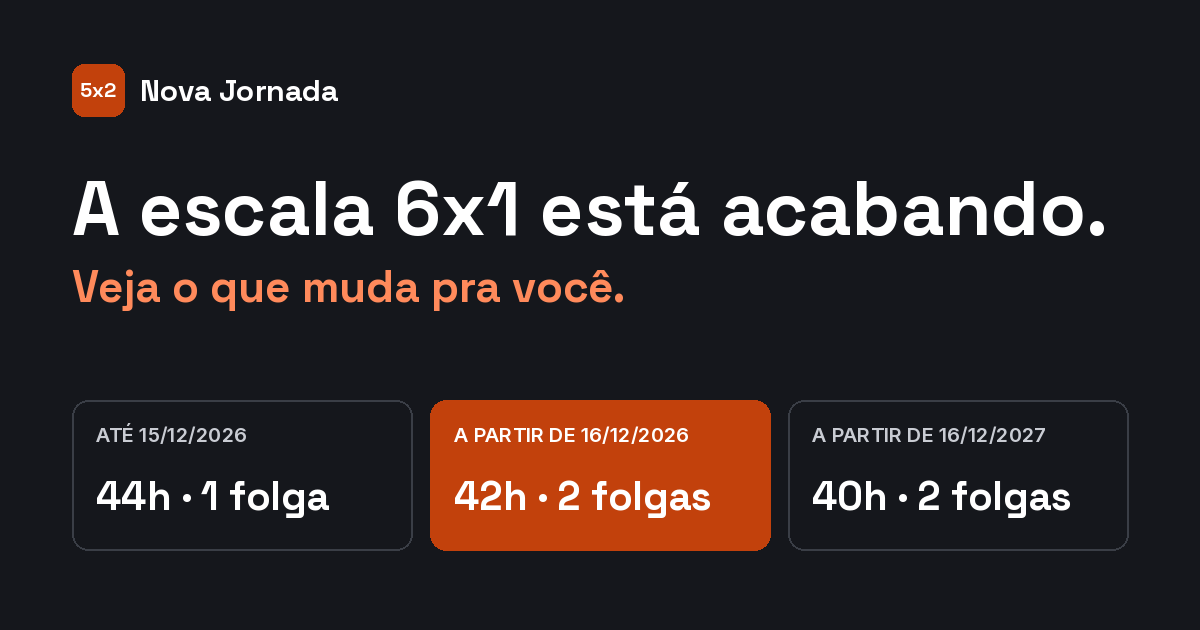 5x2
Nova Jornada
A escala 6x1 está acabando.
Veja o que muda pra você.
ATÉ 15/12/2026
44h · 1 folga
A PARTIR DE 16/12/2026
42h · 2 folgas
A PARTIR DE 16/12/2027
40h · 2 folgas